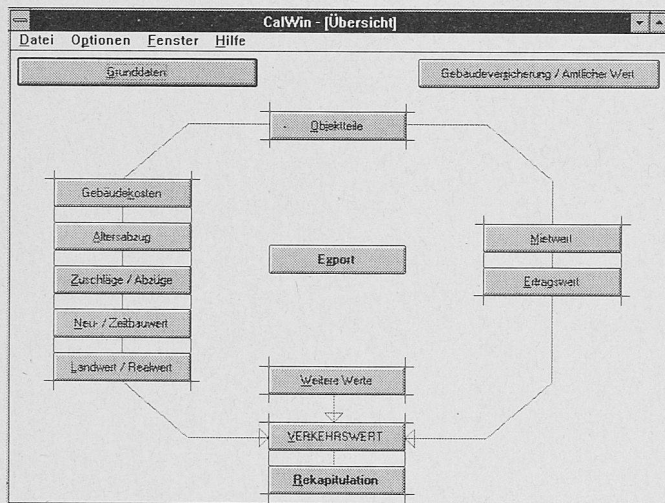 CalWin - [Übersicht]
Datei Optionen Fenster Hilfe
Grunddaten
Gebäudeversicherung / Amtlicher Wert
Objektteile
Gebäudekosten
Altersabzug
Zuschläge / Abzüge
Neu- / Zeitbauwert
Landwert / Realwert
Export
Mietwert
Ertragswert
Weitere Werte
VERKEHRSWERT
Rekapitulation